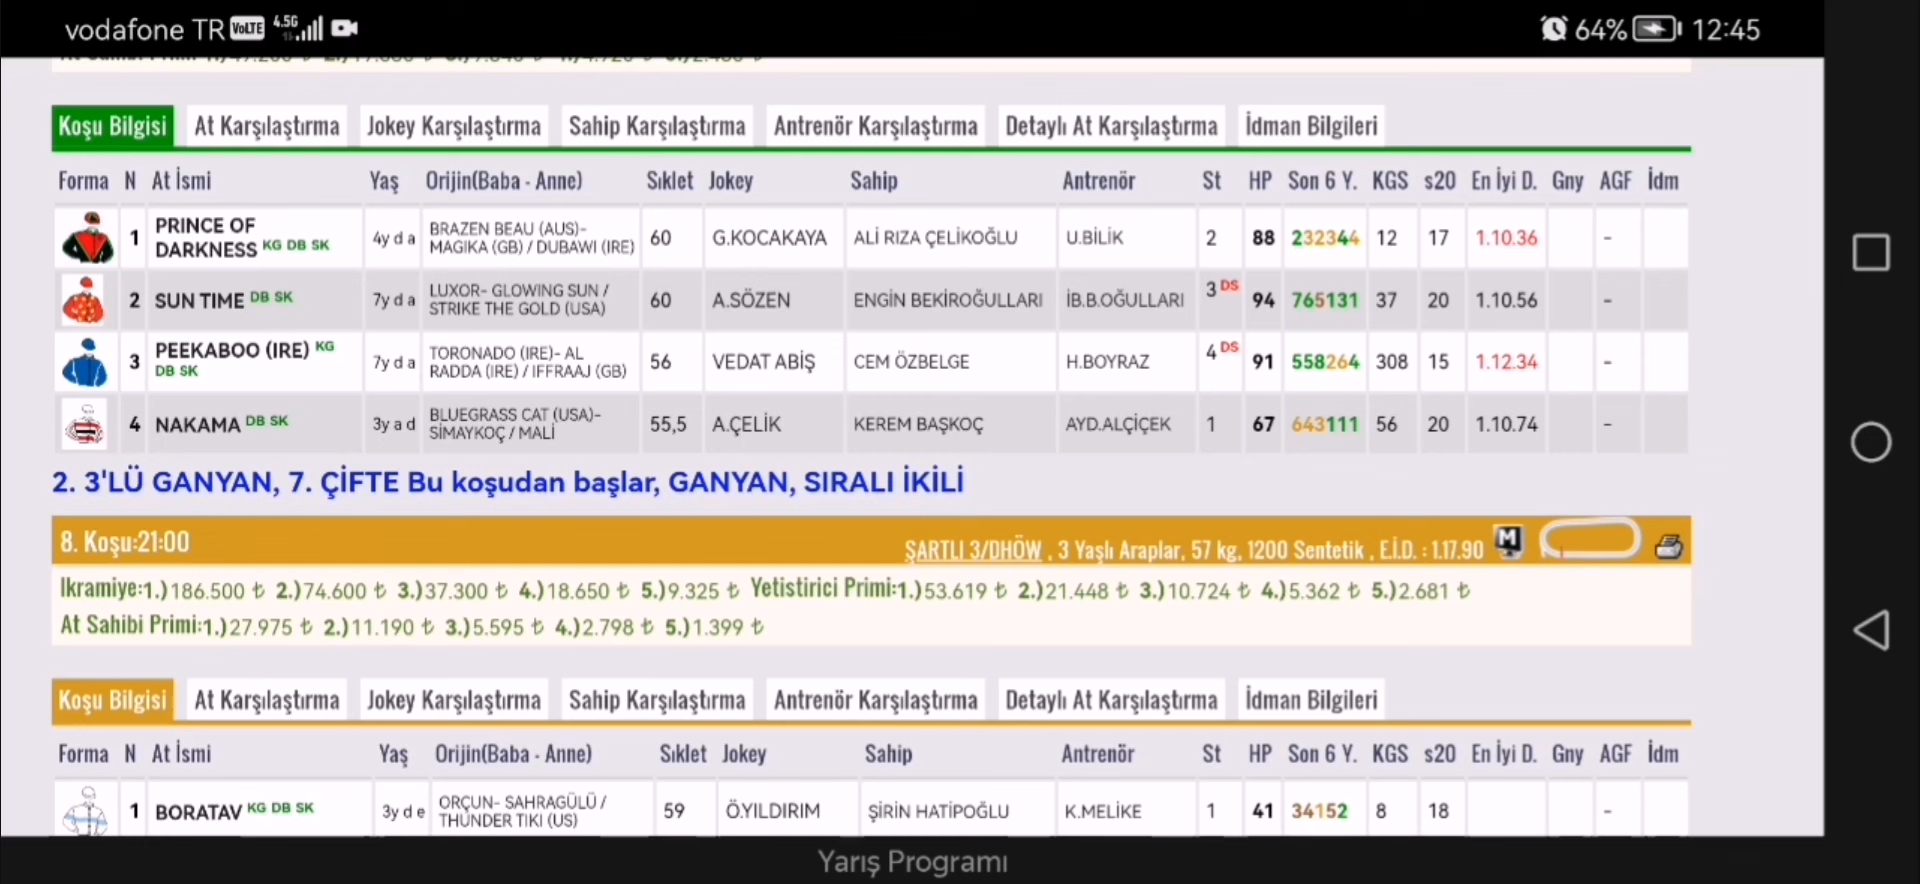 vodafone TR VoLTE 4.5G 64% 12:45
Koşu Bilgisi At Karşılaştırma Jokey Karşılaştırma Sahip Karşılaştırma Antrenör Karşılaştırma Detaylı At Karşılaştırma İdman Bilgileri
Forma N At İsmi Yaş Orijin(Baba - Anne) Sıklet Jokey Sahip Antrenör St HP Son 6 Y. KGS s20 En İyi D. Gny AGF İdm
1 PRINCE OF DARKNESS KG DB SK 4y d a BRAZEN BEAU (AUS)- MAGIKA (GB) / DUBAWI (IRE) 60 G.KOCAKAYA ALİ RIZA ÇELİKOĞLU U.BİLİK 2 88 232344 12 17 1.10.36 -
2 SUN TIME DB SK 7y d a LUXOR- GLOWING SUN / STRIKE THE GOLD (USA) 60 A.SÖZEN ENGİN BEKİROĞULLARI İB.B.OĞULLARI 3 DS 94 765131 37 20 1.10.56 -
3 PEEKABOO (IRE) KG DB SK 7y d a TORONADO (IRE)- AL RADDA (IRE) / IFFRAAJ (GB) 56 VEDAT ABİŞ CEM ÖZBELGE H.BOYRAZ 4 DS 91 558264 308 15 1.12.34 -
4 NAKAMA DB SK 3y a d BLUEGRASS CAT (USA)- SİMAYKOÇ / MALİ 55,5 A.ÇELİK KEREM BAŞKOÇ AYD.ALÇİÇEK 1 67 643111 56 20 1.10.74 -
2. 3'LÜ GANYAN, 7. ÇİFTE Bu koşudan başlar, GANYAN, SIRALI İKİLİ
8. Koşu:21:00 ŞARTLI 3/DHÖW , 3 Yaşlı Araplar, 57 kg, 1200 Sentetik , E.İ.D. : 1.17.90 M
Ikramiye:1.)186.500 ₺ 2.)74.600 ₺ 3.)37.300 ₺ 4.)18.650 ₺ 5.)9.325 ₺ Yetistirici Primi:1.)53.619 ₺ 2.)21.448 ₺ 3.)10.724 ₺ 4.)5.362 ₺ 5.)2.681 ₺
At Sahibi Primi:1.)27.975 ₺ 2.)11.190 ₺ 3.)5.595 ₺ 4.)2.798 ₺ 5.)1.399 ₺
Koşu Bilgisi At Karşılaştırma Jokey Karşılaştırma Sahip Karşılaştırma Antrenör Karşılaştırma Detaylı At Karşılaştırma İdman Bilgileri
Forma N At İsmi Yaş Orijin(Baba - Anne) Sıklet Jokey Sahip Antrenör St HP Son 6 Y. KGS s20 En İyi D. Gny AGF İdm
1 BORATAV KG DB SK 3y d e ORÇUN- SAHRAGÜLÜ / THUNDER TIKI (US) 59 Ö.YILDIRIM ŞİRİN HATİPOĞLU K.MELİKE 1 41 34152 8 18 -
Yarış Programı